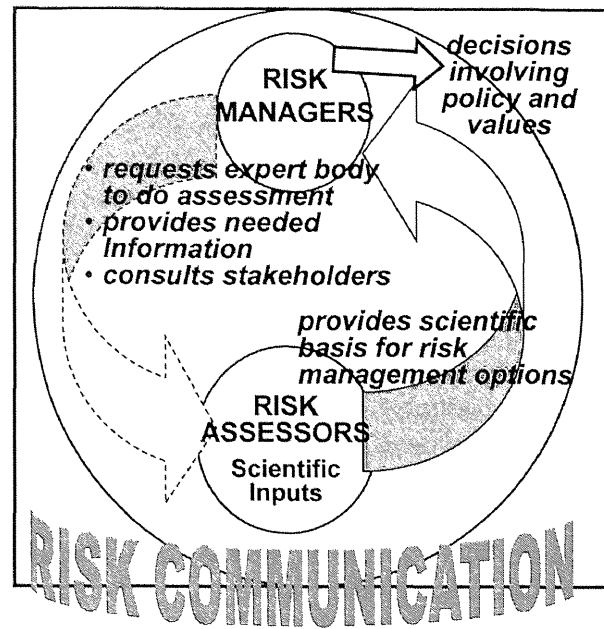 RISK
MANAGERS
decisions
involving
policy and
values
• requests expert body
to do assessment
• provides needed
Information
• consults stakeholders
provides scientific
basis for risk
management options
RISK
ASSESSORS
Scientific
Inputs
RISK COMMUNICATION